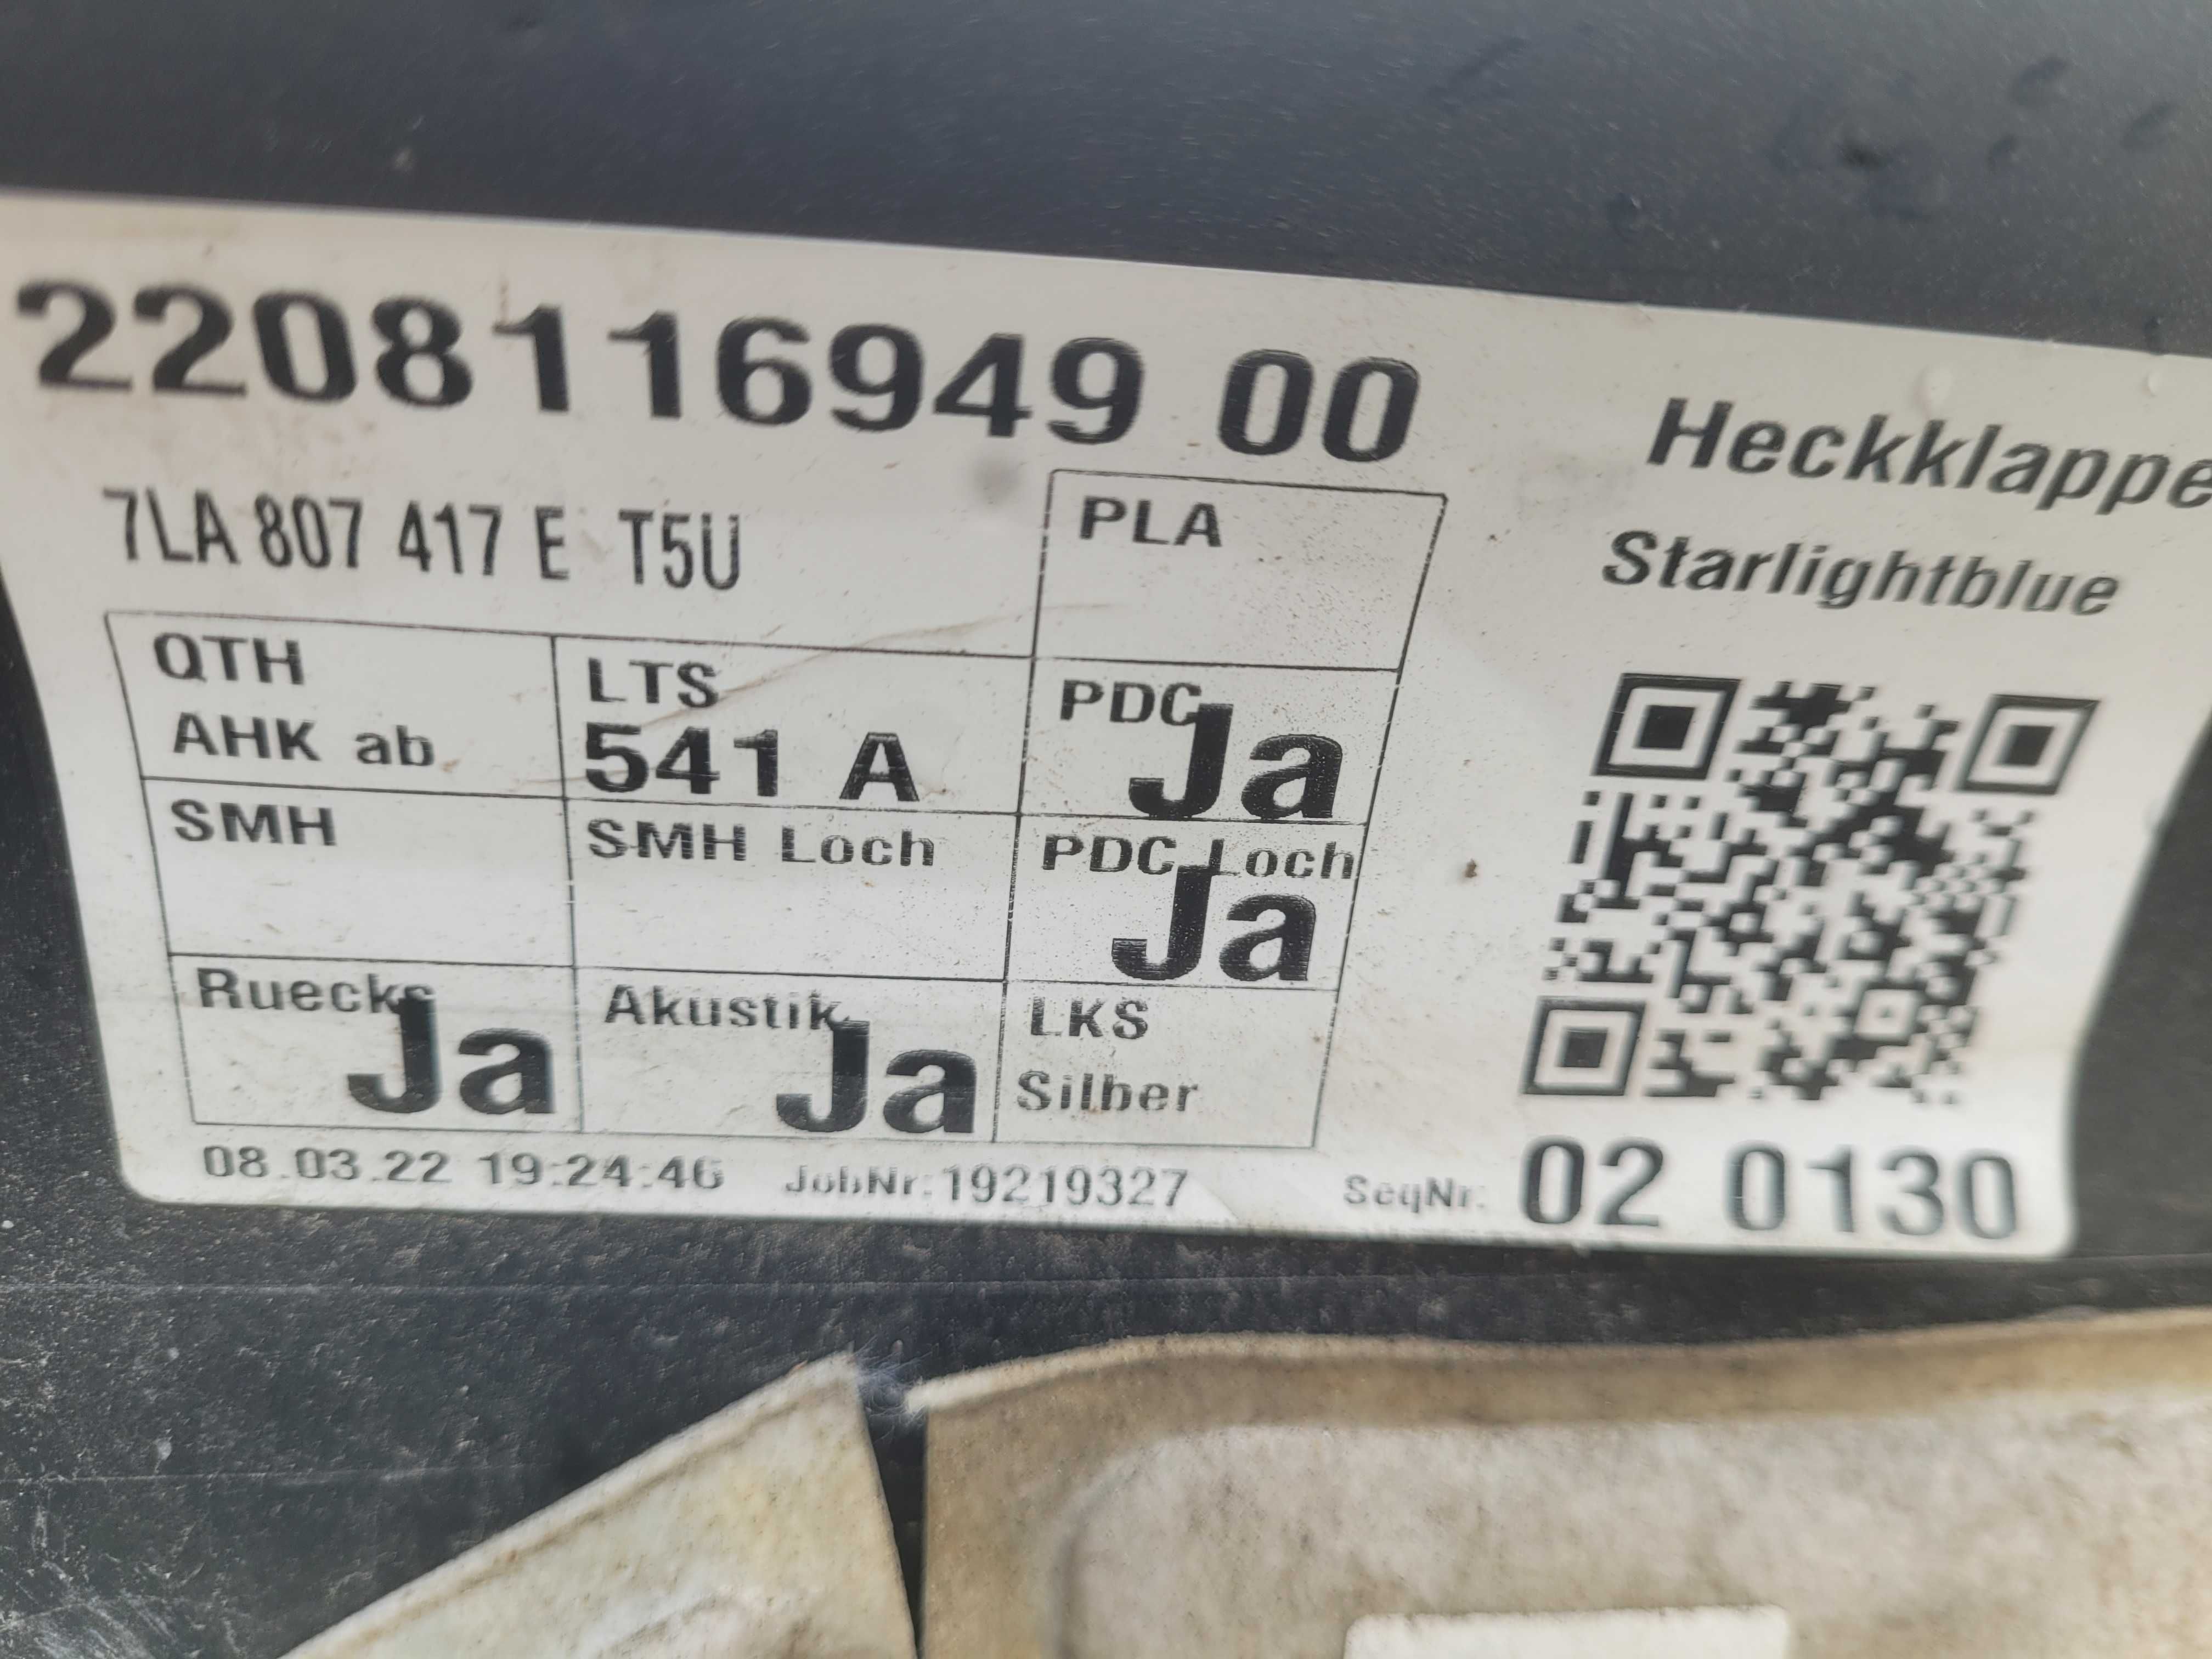 2208116949 00
Heckklappe
7LA 807 417 E T5U
PLA
Starlightblue
QTH
AHK ab
LTS
541 A
PDC
Ja
SMH
SMH Loch
PDC Loch
Ja
Ruecks
Ja
Akustik
Ja
LKS
Silber
08.03.22 19:24:46 JobNr:19219327 SeqNr: 02 0130